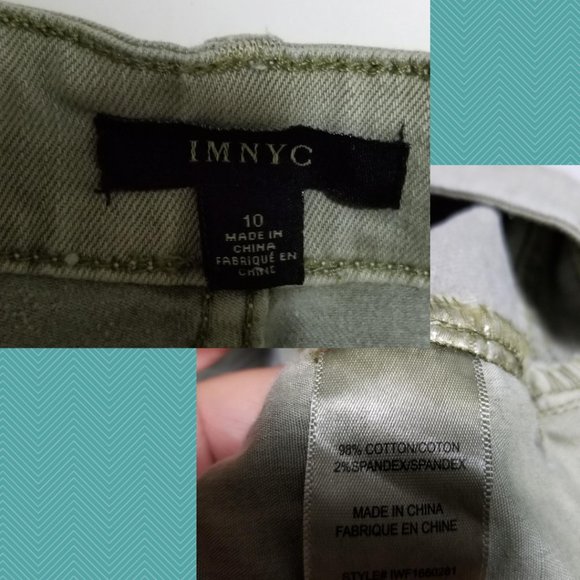 IMNYC
10
MADE IN
CHINA
FABRIQUÉ EN
CHINE
98% COTTON/COTON
2%SPANDEX/SPANDEX
MADE IN CHINA
FABRIQUE EN CHINE
STYLE#